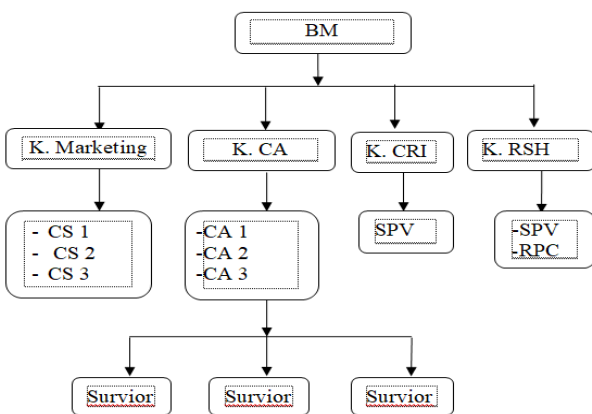 BM
K. Marketing
K. CA
K. CRI
K. RSH
- CS 1
- CS 2
- CS 3
-CA 1
-CA 2
-CA 3
SPV
-SPV
-RPC
Survior
Survior
Survior